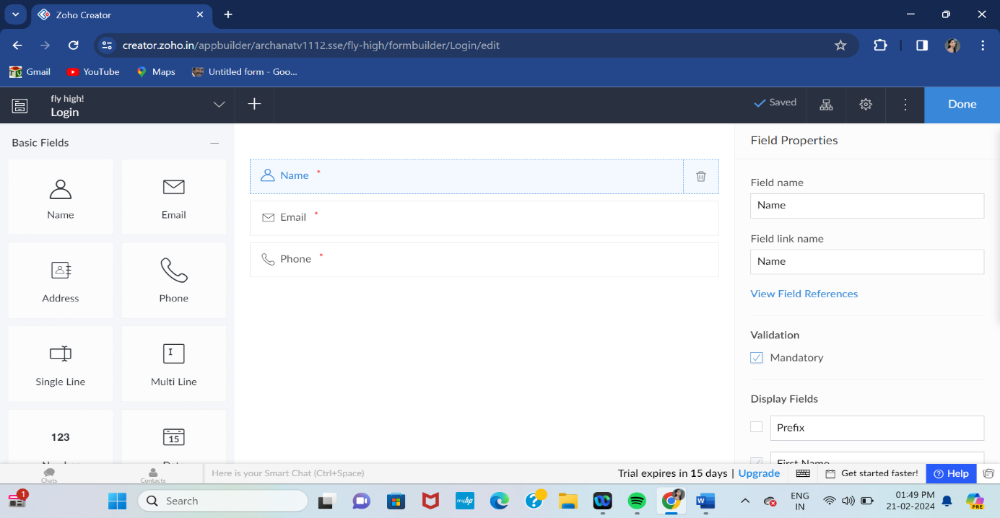 Zoho Creator
creator.zoho.in/appbuilder/archanatv1112.sse/fly-high/formbuilder/Login/edit
Gmail YouTube Maps Untitled form - Goo...
fly high!
Login
Saved
Done
Basic Fields
Name Email
Address Phone
Single Line Multi Line
123 15
Name *
Email *
Phone *
Field Properties
Field name
Name
Field link name
Name
View Field References
Validation
Mandatory
Display Fields
Prefix
First Name
Chats Contacts
Here is your Smart Chat (Ctrl+Space)
Trial expires in 15 days | Upgrade
Get started faster!
Help
1
Search
myhp
ENG
IN
01:49 PM
21-02-2024
PRE